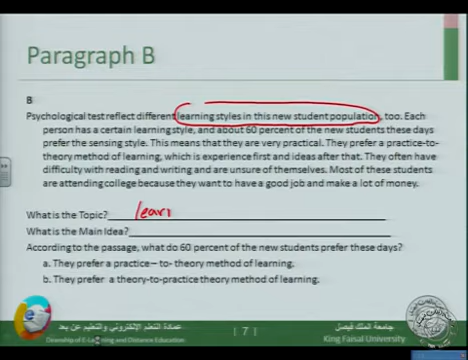 Paragraph B
B
Psychological test reflect different learning styles in this new student population, too. Each
person has a certain learning style, and about 60 percent of the new students these days
prefer the sensing style. This means that they are very practical. They prefer a practice-to-
theory method of learning, which is experience first and ideas after that. They often have
difficulty with reading and writing and are unsure of themselves. Most of these students
are attending college because they want to have a good job and make a lot of money.
What is the Topic? learn
What is the Main Idea?
According to the passage, what do 60 percent of the new students prefer these days?
a. They prefer a practice– to- theory method of learning.
b. They prefer a theory-to-practice theory method of learning.
عمادة التعلم الإلكتروني والتعليم عن بعد
Deanship of E-Learning and Distance Education
[ 7 ]
جامعة الملك فيصل
King Faisal University